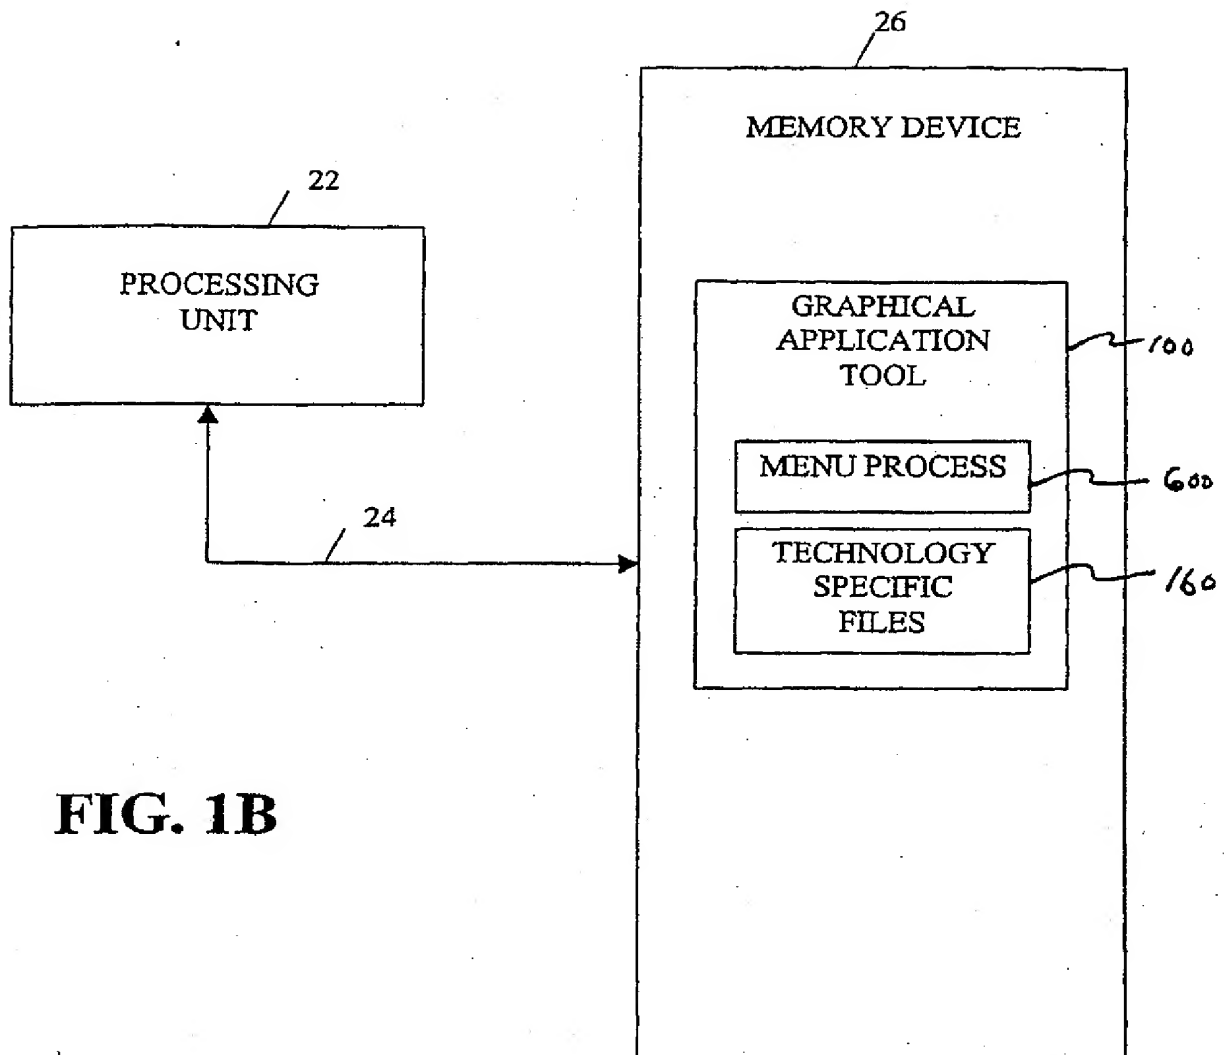 26
MEMORY DEVICE
22
PROCESSING
UNIT
GRAPHICAL
APPLICATION
TOOL
100
MENU PROCESS
600
24
TECHNOLOGY
SPECIFIC
FILES
160
FIG. 1B